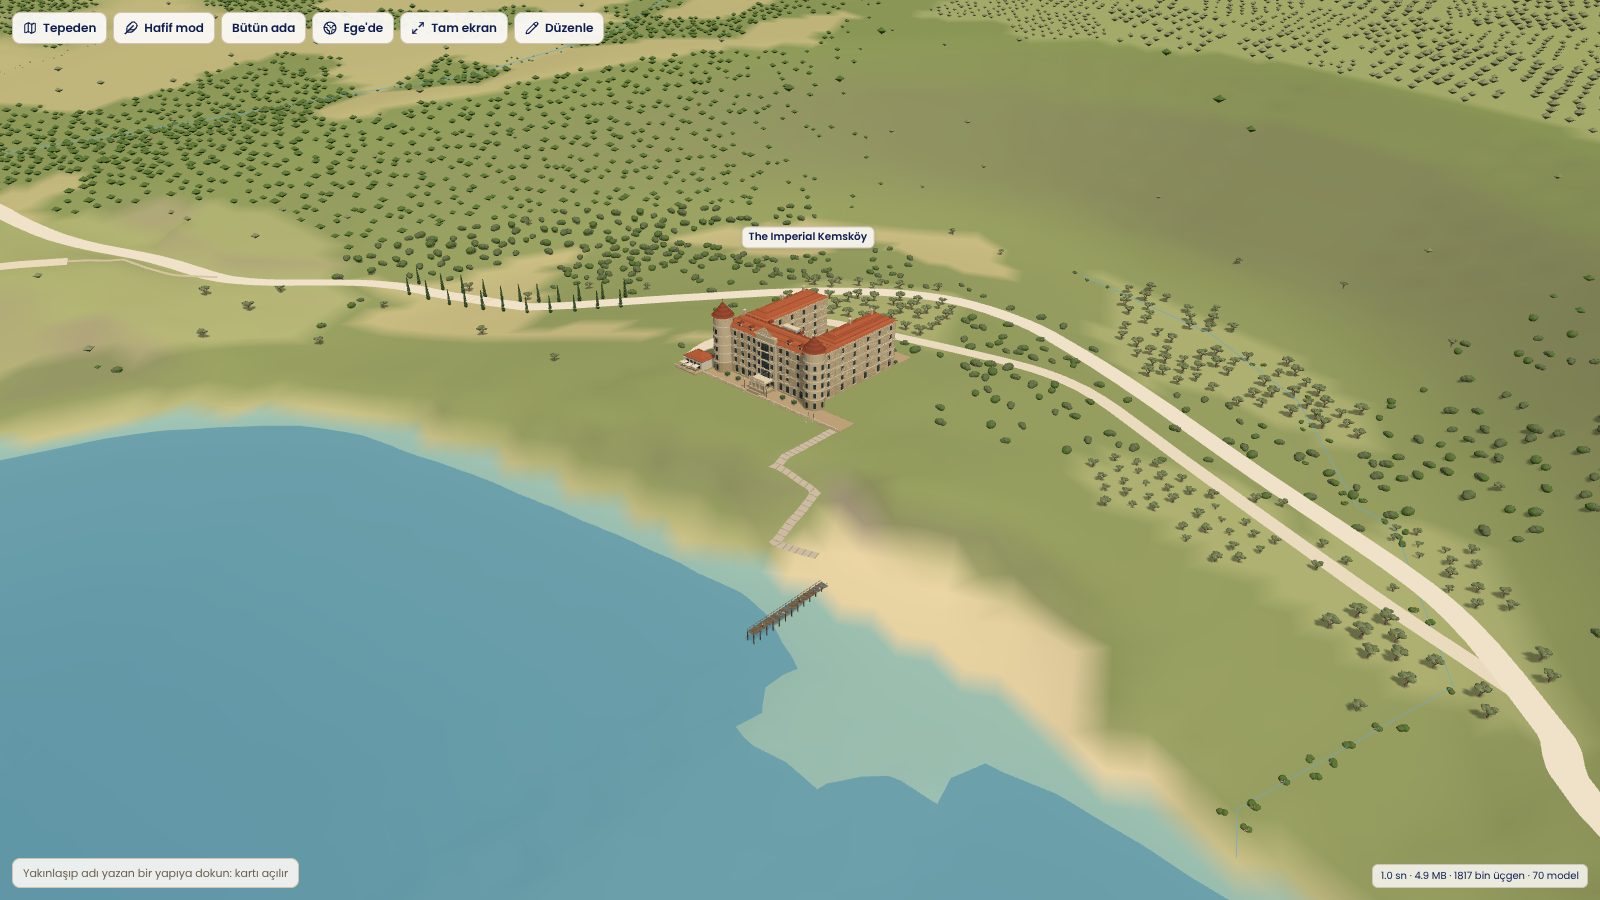 Tepeden
Hafif mod
Bütün ada
Ege'de
Tam ekran
Düzenle
The Imperial Kemsköy
Yakınlaşıp adı yazan bir yapıya dokun: kartı açılır
1.0 sn · 4.9 MB · 1817 bin üçgen · 70 model